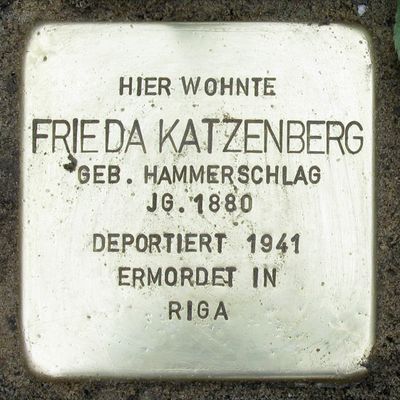 HIER WOHNTE
FRIEDA KATZENBERG
GEB. HAMMERSCHLAG
JG. 1880
DEPORTIERT 1941
ERMORDET IN
RIGA